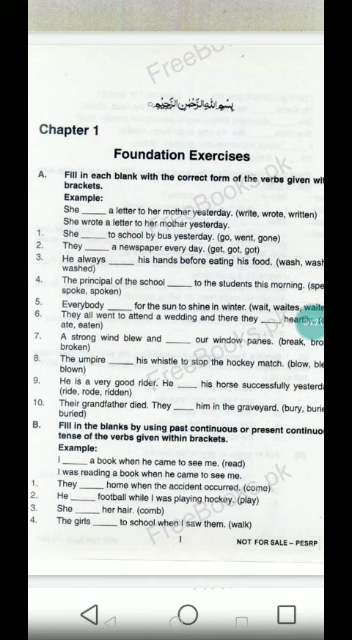 بِسْمِ اللّٰهِ الرَّحْمٰنِ الرَّحِيْمِ
Chapter 1
Foundation Exercises
A. Fill in each blank with the correct form of the verbs given wi
brackets.
Example:
She _____ a letter to her mother yesterday. (write, wrote, written)
She wrote a letter to her mother yesterday.
1. She _____ to school by bus yesterday. (go, went, gone)
2. They _____ a newspaper every day. (get, got, got)
3. He always _____ his hands before eating his food. (wash, wash
washed)
4. The principal of the school _____ to the students this morning. (spe
spoke, spoken)
5. Everybody _____ for the sun to shine in winter. (wait, waites, waite
6. They all went to attend a wedding and there they _____
ate, eaten)
7. A strong wind blew and _____ our window panes. (break, bro
broken)
8. The umpire _____ his whistle to stop the hockey match. (blow, ble
blown)
9. He is a very good rider. He _____ his horse successfully yesterd
(ride, rode, ridden)
10. Their grandfather died. They _____ him in the graveyard. (bury, burie
buried)
B. Fill in the blanks by using past continuous or present continuo
tense of the verbs given within brackets.
Example:
I _____ a book when he came to see me. (read)
I was reading a book when he came to see me.
1. They _____ home when the accident occurred. (come)
2. He _____ football while I was playing hockey. (play)
3. She _____ her hair. (comb)
4. The girls _____ to school when I saw them. (walk)
I
NOT FOR SALE – PESRP
FreeBooks.pk